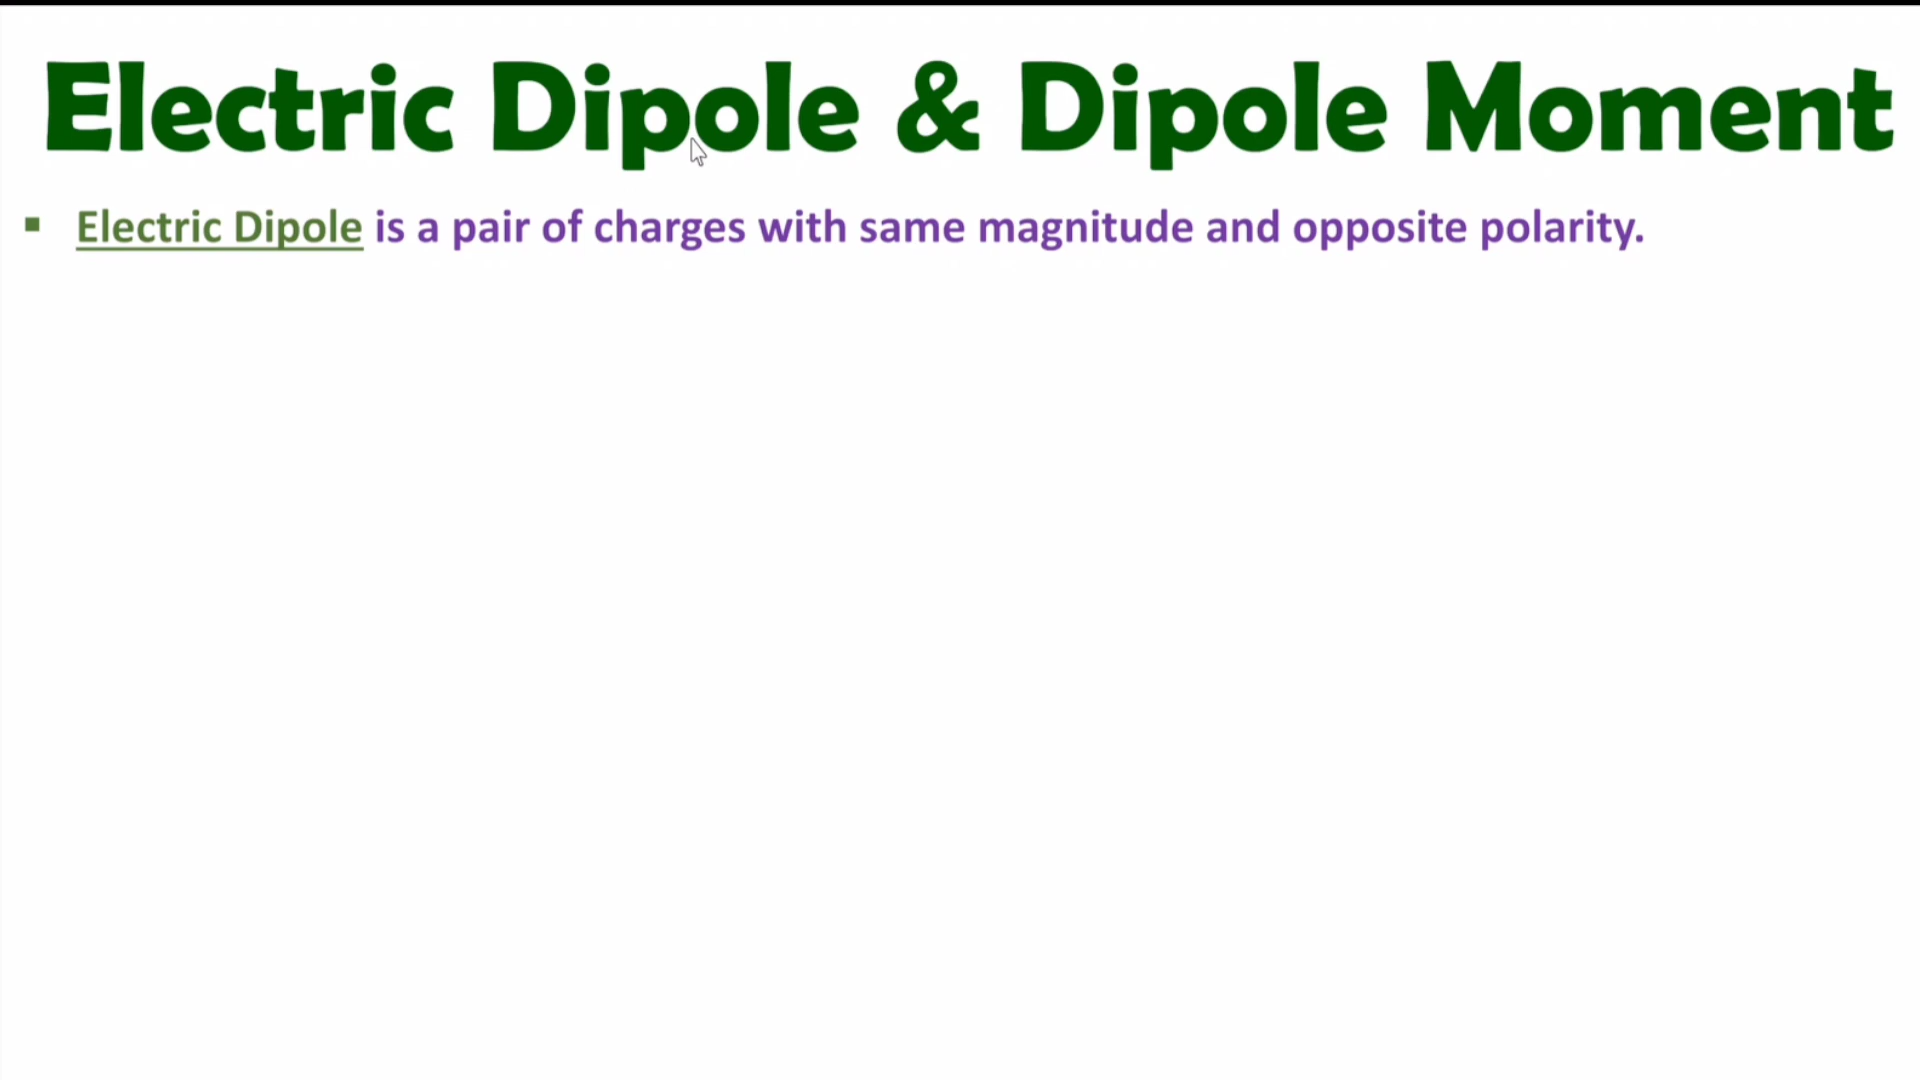 Electric Dipole & Dipole Moment
▪ Electric Dipole is a pair of charges with same magnitude and opposite polarity.